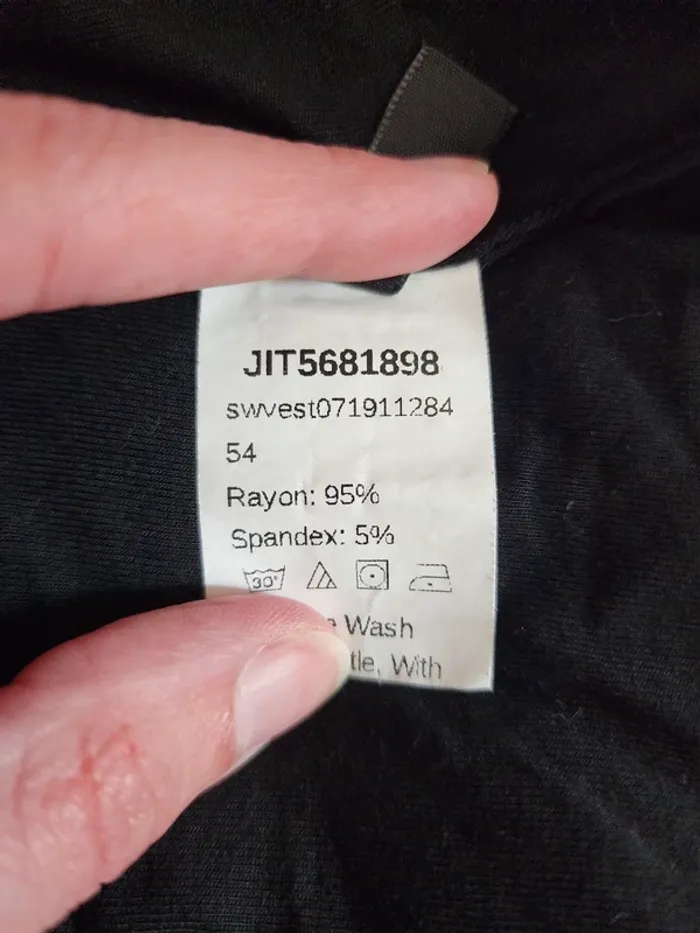 JIT5681898
swvest071911284
54
Rayon: 95%
Spandex: 5%
30°
Wash
With